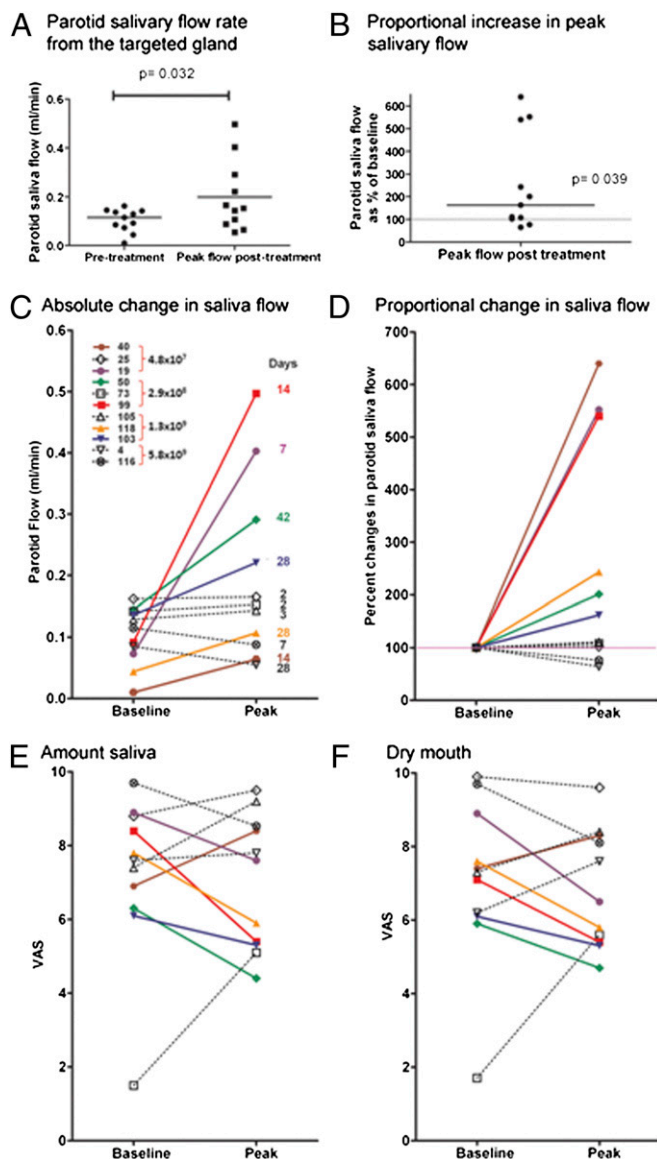 A Parotid salivary flow rate
from the targeted gland
p= 0.032
Parotid saliva flow (ml/min)
0.6
0.4
0.2
0.0
Pre-treatment Peak flow post-treatment
B Proportional increase in peak
salivary flow
Parotid saliva flow
as % of baseline
600
500
400
300
200
100
0
p= 0 039
Peak flow post treatment
C Absolute change in saliva flow
Parotid Flow (ml/min)
0.6
0.5
0.4
0.3
0.2
0.1
0.0
40
25
19
50
73
99
105
118
103
4
116
4.8x10⁷
2.9x10⁸
1.3x10⁹
5.8x10⁹
Days
14
7
42
28
2
2
3
28
7
14
28
Baseline Peak
D Proportional change in saliva flow
Percent changes in parotid saliva flow
700
600
500
400
300
200
100
0
Baseline Peak
E Amount saliva
VAS
10
8
6
4
2
0
Baseline Peak
F Dry mouth
VAS
10
8
6
4
2
0
Baseline Peak